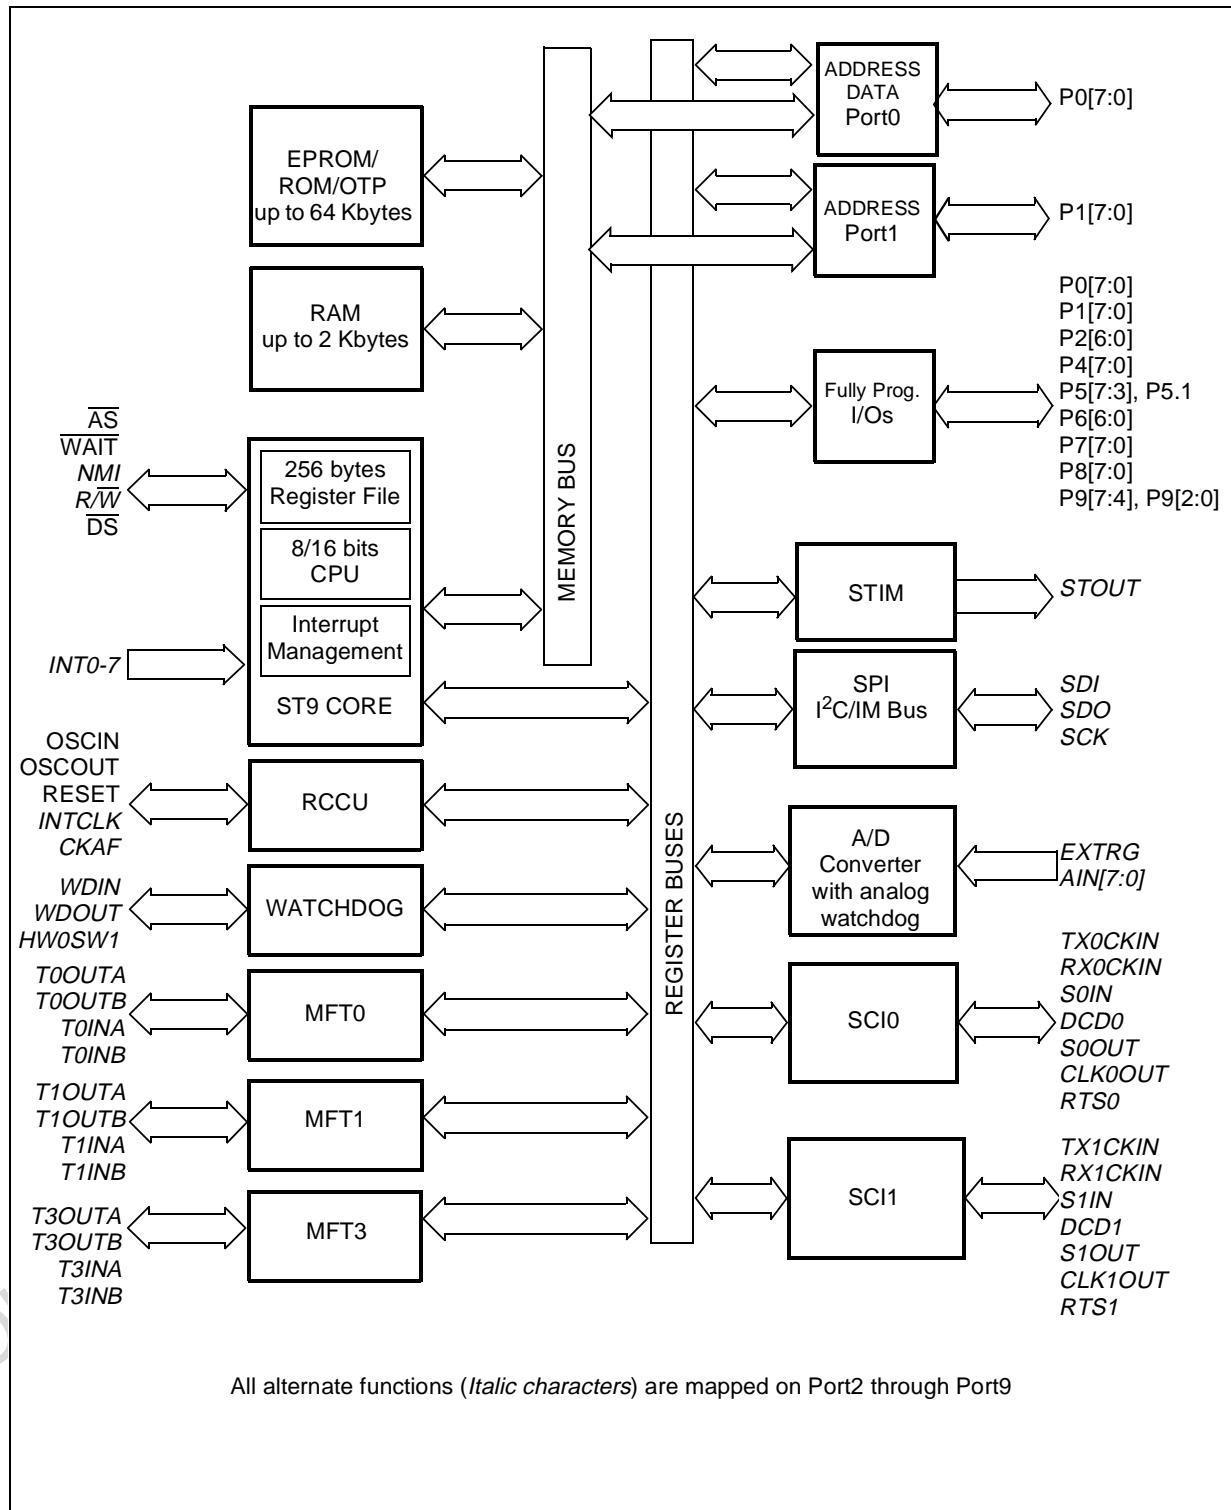 ADDRESS
DATA
Port0
P0[7:0]
EPROM/
ROM/OTP
up to 64 Kbytes
ADDRESS
Port1
P1[7:0]
RAM
up to 2 Kbytes
Fully Prog.
I/Os
P0[7:0]
P1[7:0]
P2[6:0]
P4[7:0]
P5[7:3], P5.1
P6[6:0]
P7[7:0]
P8[7:0]
P9[7:4], P9[2:0]
A̅S̅
W̅A̅I̅T̅
NMI
R/W̅
D̅S̅
256 bytes
Register File
8/16 bits
CPU
Interrupt
Management
ST9 CORE
INT0-7
MEMORY BUS
REGISTER BUSES
STIM
STOUT
SPI
I²C/IM Bus
SDI
SDO
SCK
OSCIN
OSCOUT
RESET
INTCLK
CKAF
RCCU
A/D
Converter
with analog
watchdog
EXTRG
AIN[7:0]
WDIN
WDOUT
HW0SW1
WATCHDOG
T0OUTA
T0OUTB
T0INA
T0INB
MFT0
SCI0
TX0CKIN
RX0CKIN
S0IN
DCD0
S0OUT
CLK0OUT
RTS0
T1OUTA
T1OUTB
T1INA
T1INB
MFT1
SCI1
TX1CKIN
RX1CKIN
S1IN
DCD1
S1OUT
CLK1OUT
RTS1
T3OUTA
T3OUTB
T3INA
T3INB
MFT3
All alternate functions (Italic characters) are mapped on Port2 through Port9